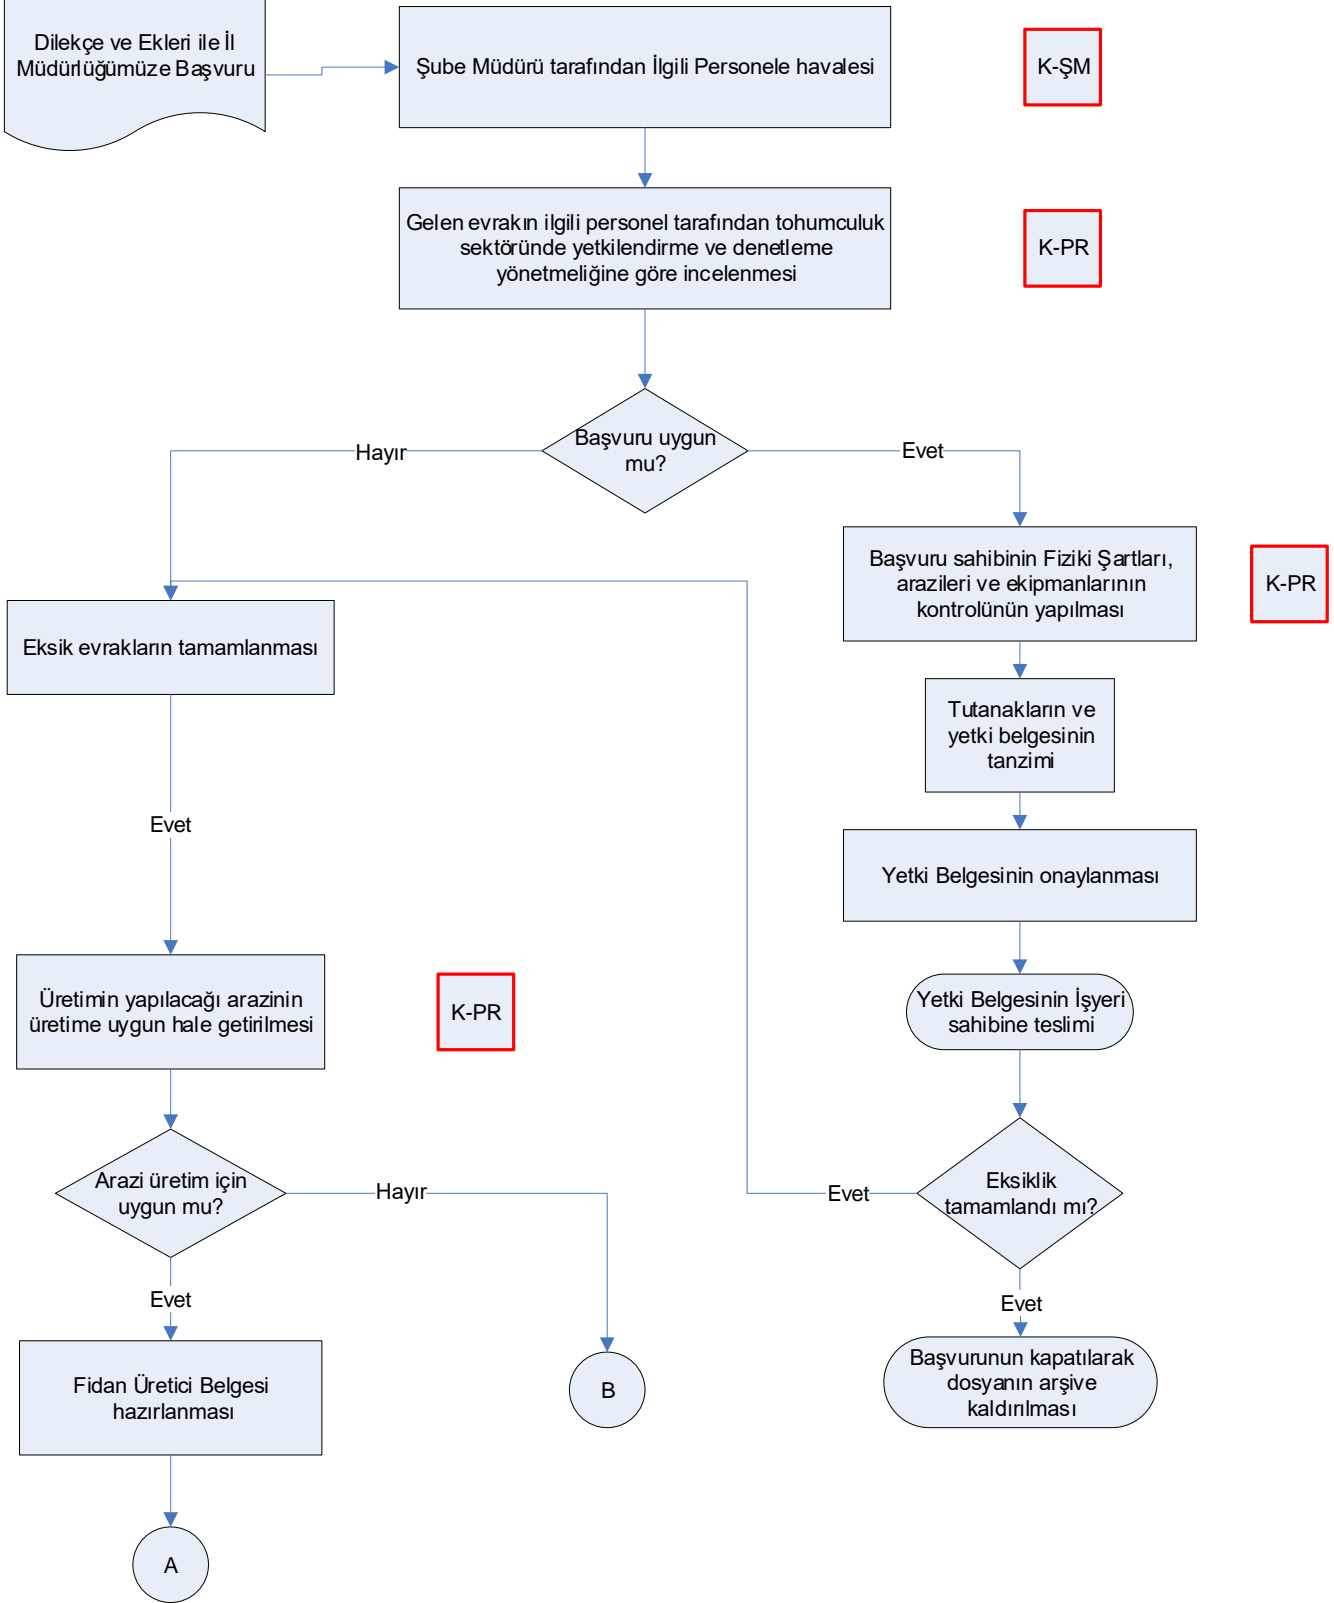 Dilekçe ve Ekleri ile İl
Müdürlüğümüze Başvuru
Şube Müdürü tarafından İlgili Personele havalesi
K-ŞM
Gelen evrakın ilgili personel tarafından tohumculuk
sektöründe yetkilendirme ve denetleme
yönetmeliğine göre incelenmesi
K-PR
Başvuru uygun
mu?
Hayır
Evet
Başvuru sahibinin Fiziki Şartları,
arazileri ve ekipmanlarının
kontrolünün yapılması
K-PR
Eksik evrakların tamamlanması
Tutanakların ve
yetki belgesinin
tanzimi
Evet
Yetki Belgesinin onaylanması
Üretimin yapılacağı arazinin
üretime uygun hale getirilmesi
K-PR
Yetki Belgesinin İşyeri
sahibine teslimi
Arazi üretim için
uygun mu?
Hayır
Evet
Eksiklik
tamamlandı mı?
Evet
Evet
Fidan Üretici Belgesi
hazırlanması
B
Başvurunun kapatılarak
dosyanın arşive
kaldırılması
A